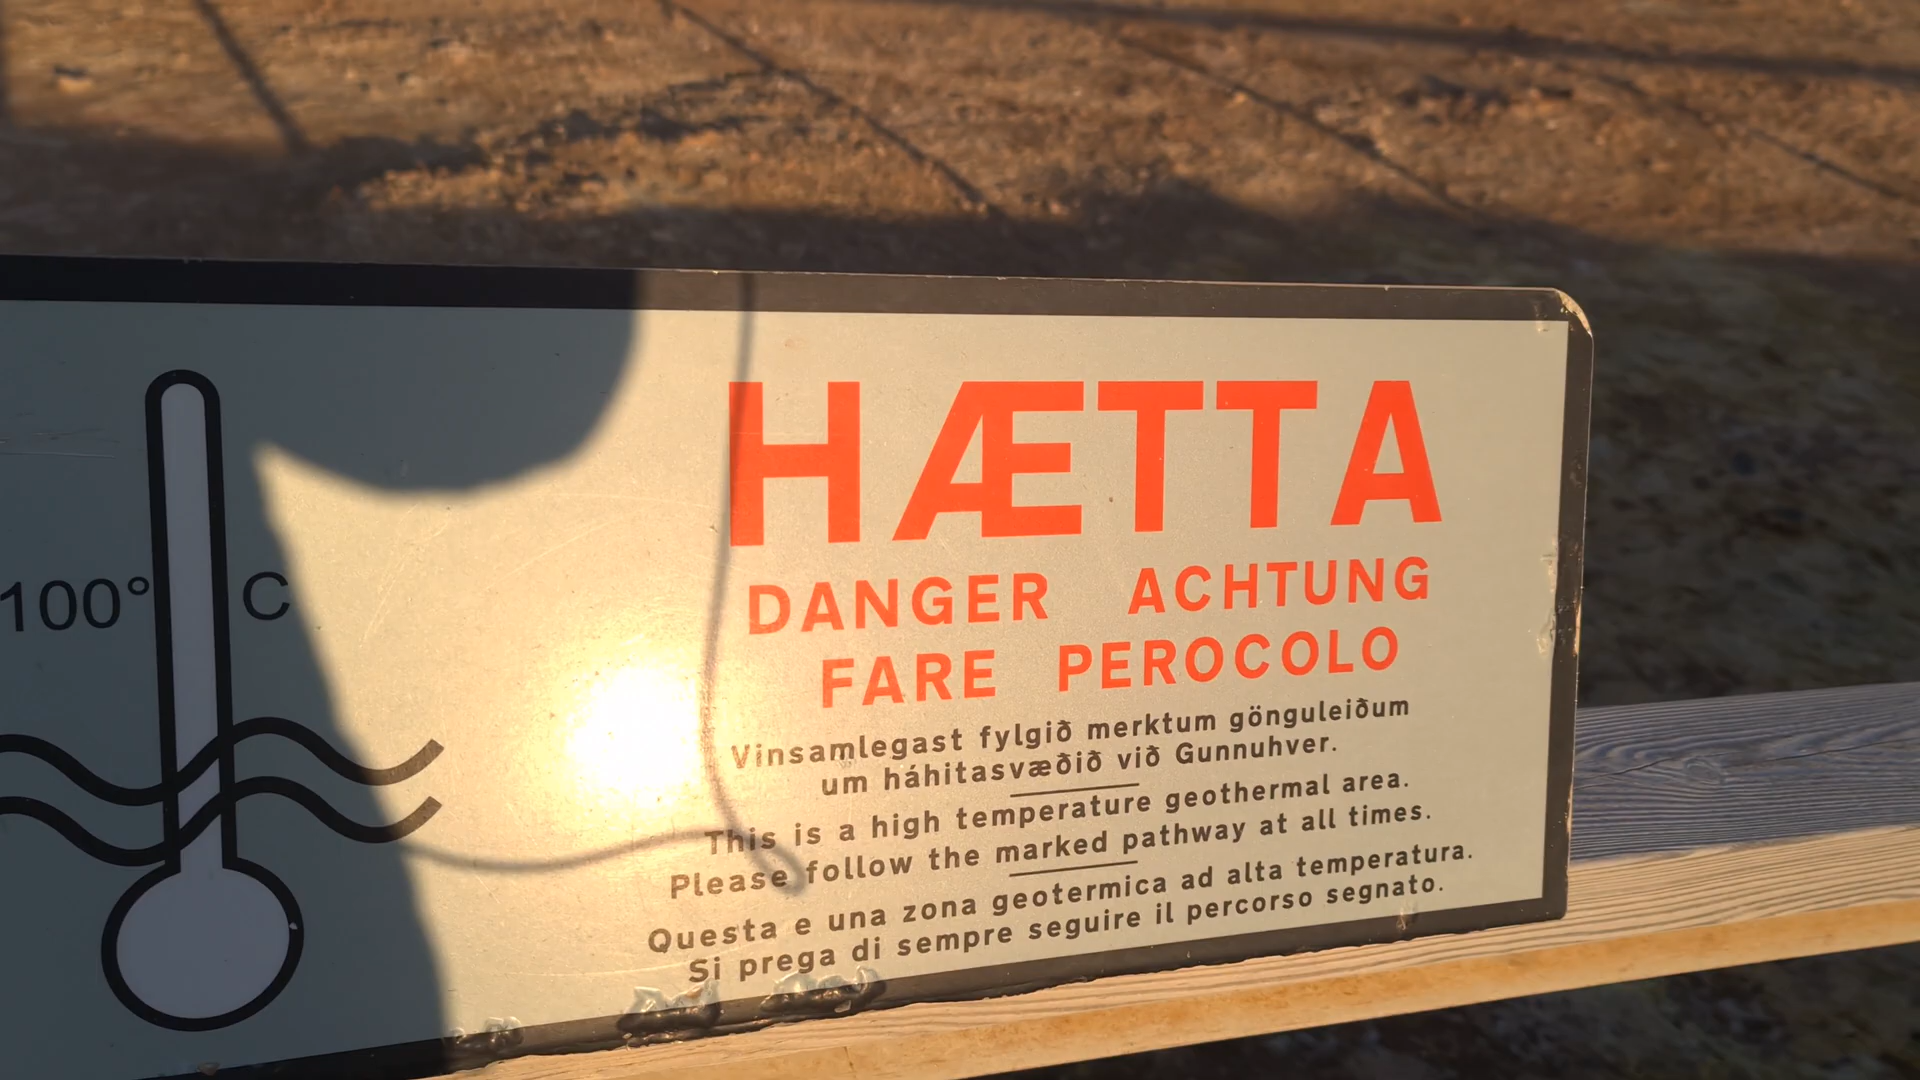 100° C
HÆTTA
DANGER ACHTUNG
FARE PEROCOLO
Vinsamlegast fylgið merktum gönguleiðum
um háhitasvæðið við Gunnuhver.
This is a high temperature geothermal area.
Please follow the marked pathway at all times.
Questa e una zona geotermica ad alta temperatura.
Si prega di sempre seguire il percorso segnato.